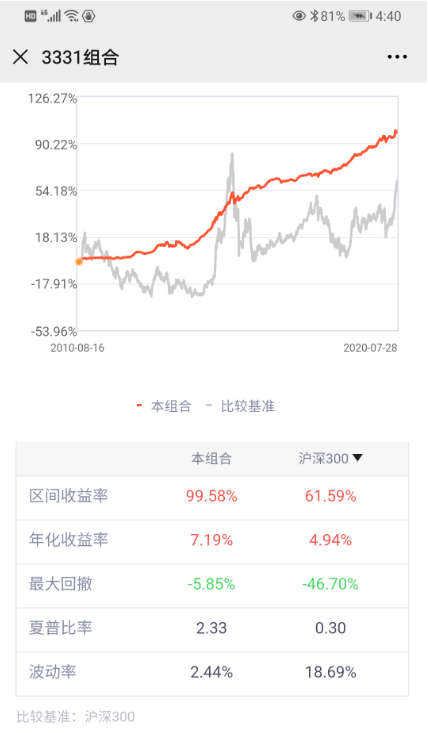 HD 46 81% 4:40
3331组合
126.27%
90.22%
54.18%
18.13%
-17.91%
-53.96%
2010-08-16 2020-07-28
本组合 比较基准
本组合 沪深300
区间收益率 99.58% 61.59%
年化收益率 7.19% 4.94%
最大回撤 -5.85% -46.70%
夏普比率 2.33 0.30
波动率 2.44% 18.69%
比较基准：沪深300